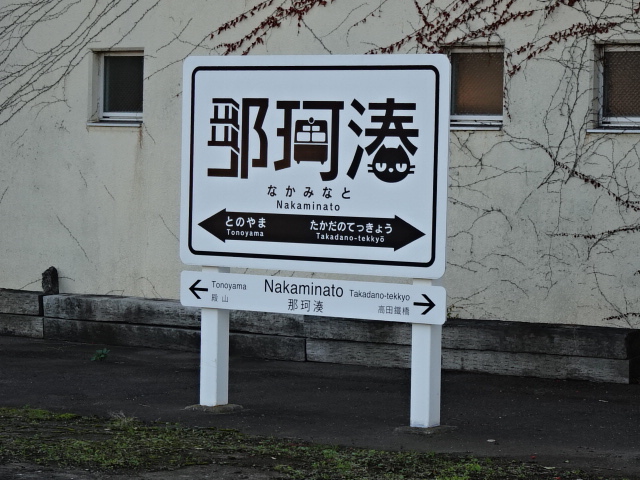 那珂湊
なかみなと
Nakaminato
とのやま たかだのてっきょう
Tonoyama Takadano-tekkyō
Tonoyama Nakaminato Takadano-tekkyo
殿山 那珂湊 高田鐵橋